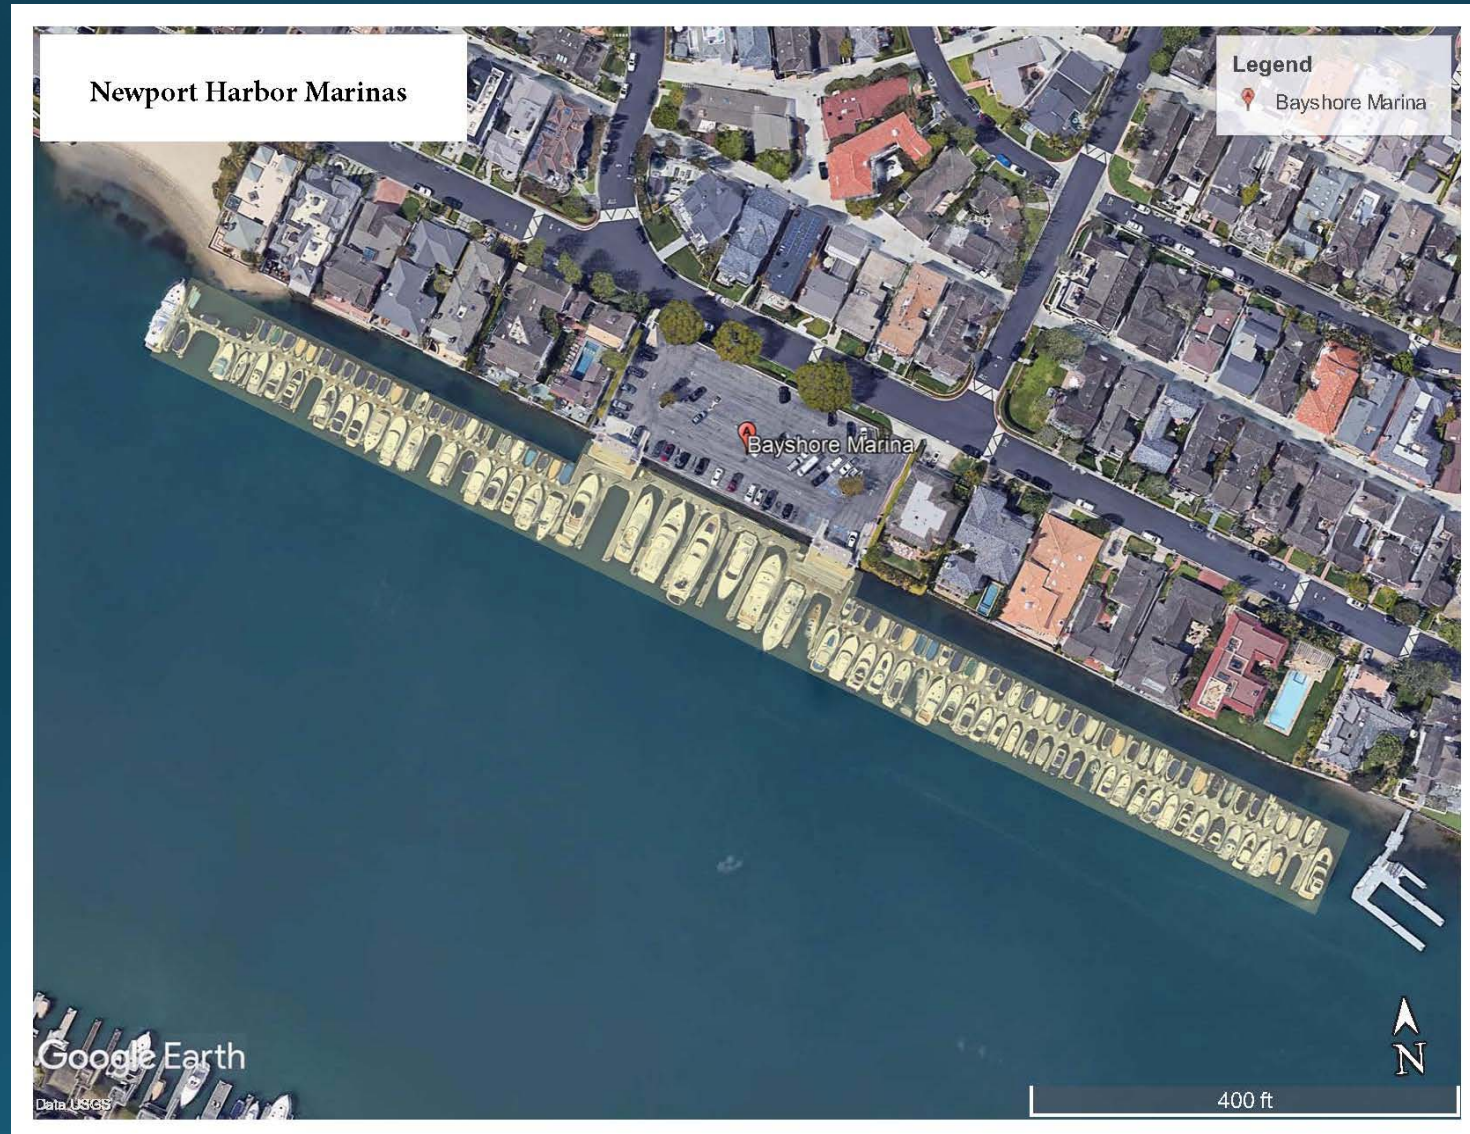 Newport Harbor Marinas
Legend
A
Bayshore Marina
A
Bayshore Marina
Google Earth
Data USGS
N
400 ft